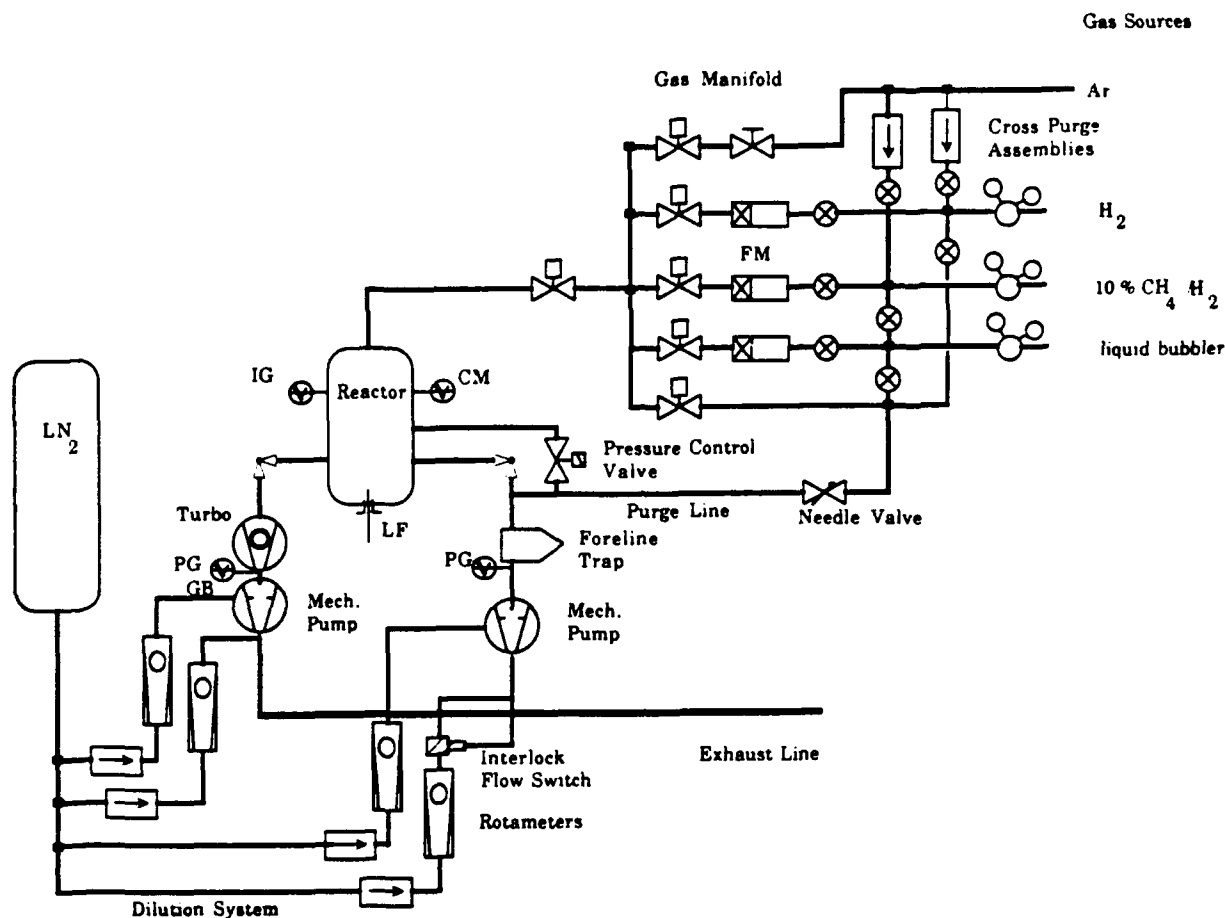 Gas Sources
Gas Manifold
Ar
Cross Purge
Assemblies
H2
FM
10% CH4 H2
liquid bubbler
IG
Reactor
CM
LN2
Pressure Control
Valve
Purge Line
Needle Valve
LF
Turbo
Foreline
Trap
PG
PG
GB
Mech.
Pump
Mech.
Pump
Exhaust Line
Interlock
Flow Switch
Rotameters
Dilution System